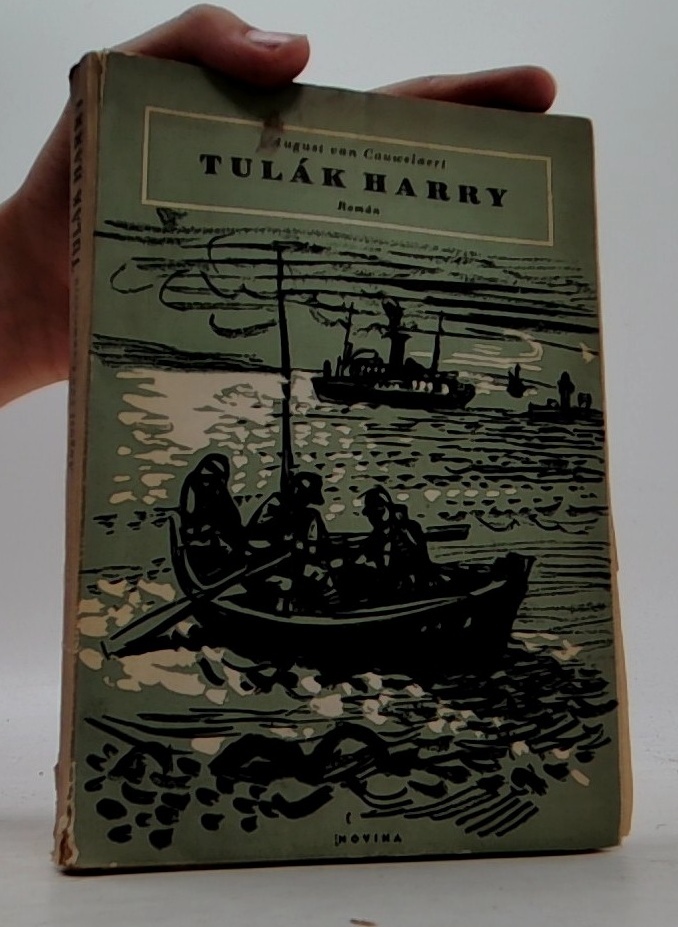 August van Cauwelaert
TULÁK HARRY
Román
NOVINA
TULÁK HARRY